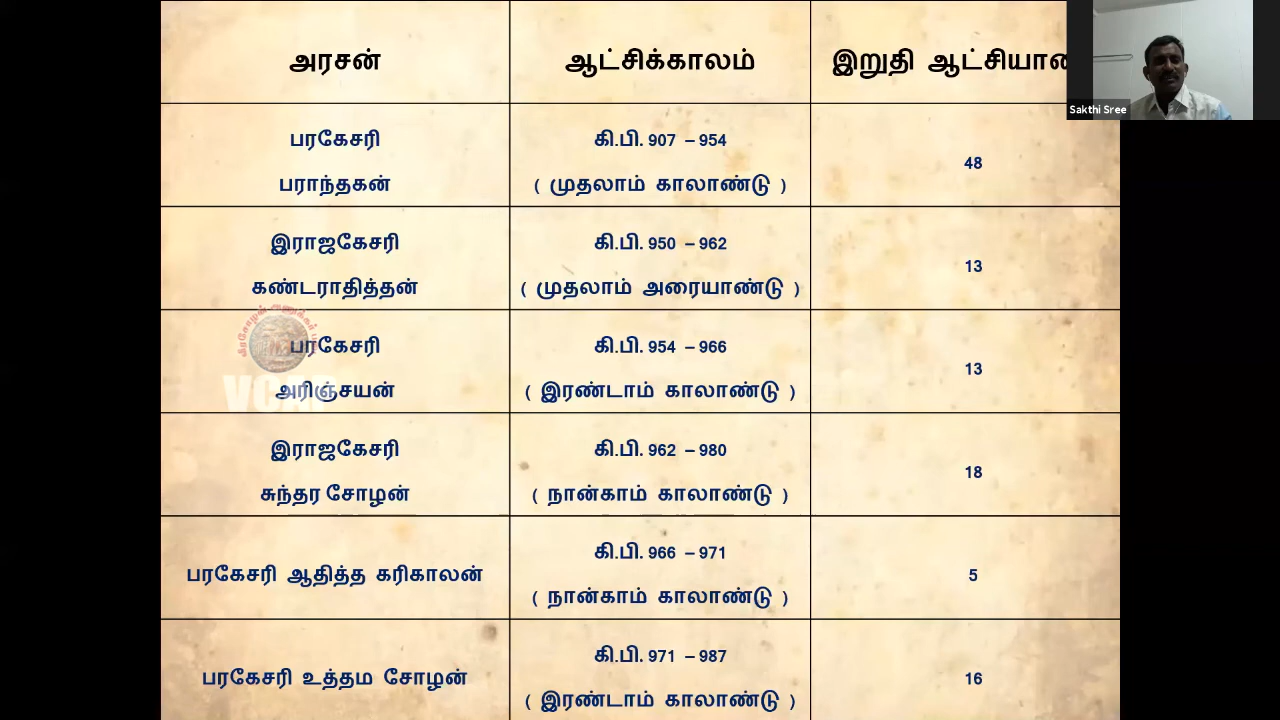 அரசன் ஆட்சிக்காலம் இறுதி
Sakthi Sree
பரகேசரி
பராந்தகன்
கி.பி. 907 – 954
( முதலாம் காலாண்டு )
48
இராஜகேசரி
கண்டராதித்தன்
கி.பி. 950 – 962
( முதலாம் அரையாண்டு )
13
பரகேசரி
அரிஞ்சயன்
கி.பி. 954 – 966
( இரண்டாம் காலாண்டு )
13
இராஜகேசரி
சுந்தர சோழன்
கி.பி. 962 – 980
( நான்காம் காலாண்டு )
18
பரகேசரி ஆதித்த கரிகாலன்
கி.பி. 966 – 971
( நான்காம் காலாண்டு )
5
பரகேசரி உத்தம சோழன்
கி.பி. 971 – 987
( இரண்டாம் காலாண்டு )
16